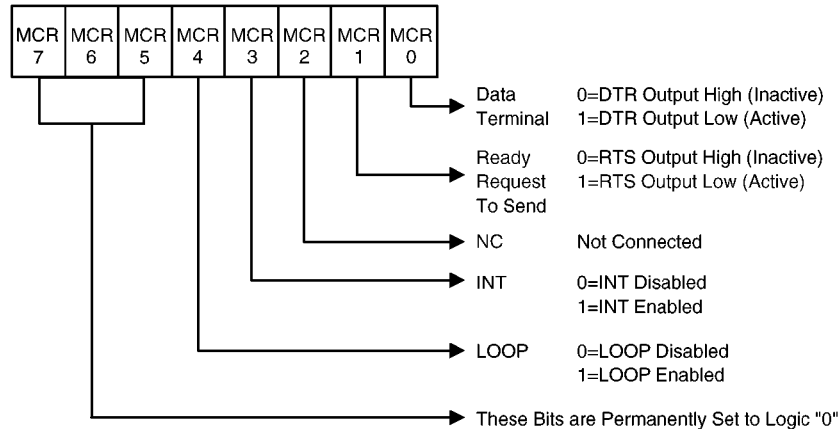 MCR 7 MCR 6 MCR 5 MCR 4 MCR 3 MCR 2 MCR 1 MCR 0
Data 0=DTR Output High (Inactive)
Terminal 1=DTR Output Low (Active)
Ready 0=RTS Output High (Inactive)
Request 1=RTS Output Low (Active)
To Send
NC Not Connected
INT 0=INT Disabled
1=INT Enabled
LOOP 0=LOOP Disabled
1=LOOP Enabled
These Bits are Permanently Set to Logic "0"